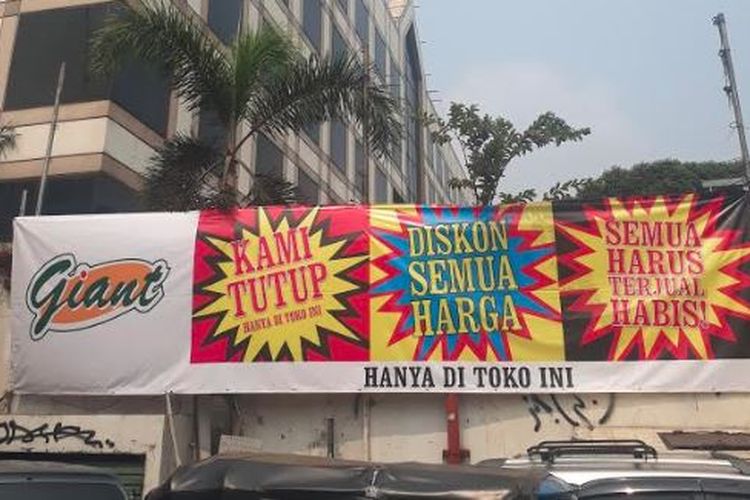 Giant
KAMI
TUTUP
HANYA DI TOKO INI
DISKON
SEMUA
HARGA
SEMUA
HARUS
TERJUAL
HABIS!
HANYA DI TOKO INI